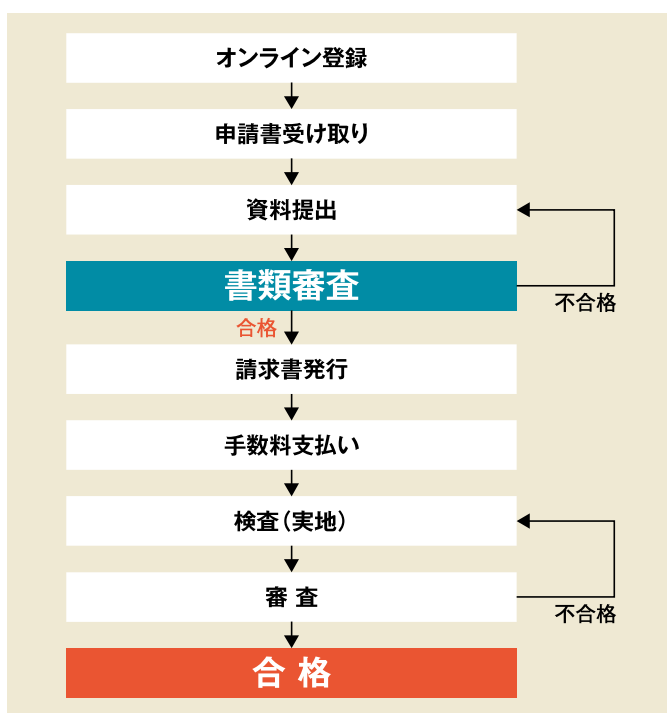 オンライン登録
申請書受け取り
資料提出
書類審査
不合格
合格
請求書発行
手数料支払い
検査（実地）
審査
不合格
合格